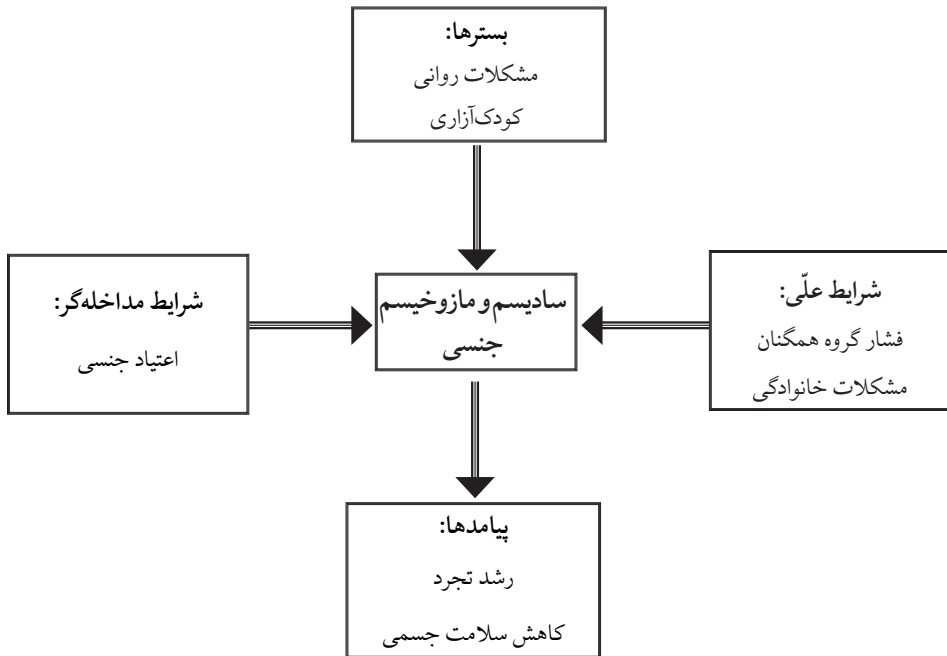 بسترها:
مشکلات روانی
کودک‌آزاری
شرایط علّی:
فشار گروه همگنان
مشکلات خانوادگی
سادیسم و مازوخیسم
جنسی
شرایط مداخله‌گر:
اعتیاد جنسی
پیامدها:
رشد تجرد
کاهش سلامت جسمی